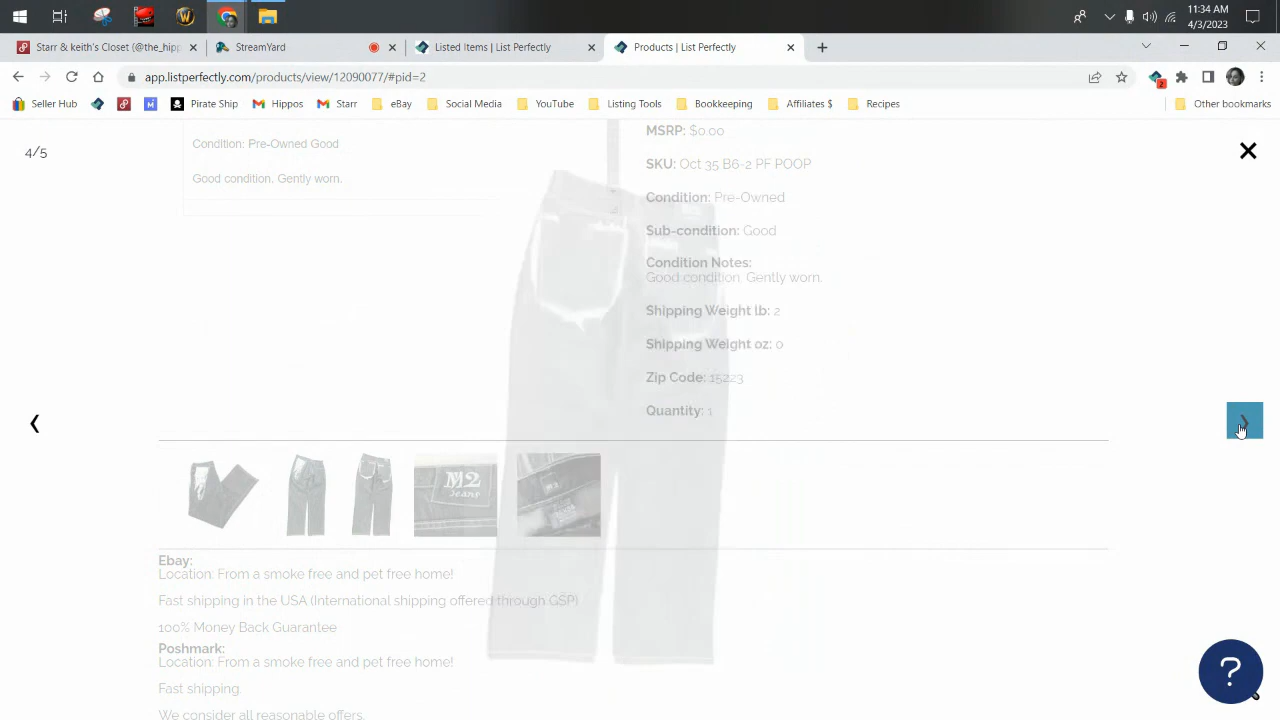 11:34 AM
4/3/2023
Starr & keith's Closet (@the_hipp
StreamYard
Listed Items | List Perfectly
Products | List Perfectly
app.listperfectly.com/products/view/12090077/#pid=2
2
Seller Hub
Pirate Ship
Hippos
Starr
eBay
Social Media
YouTube
Listing Tools
Bookkeeping
Affiliates $
Recipes
Other bookmarks
4/5
Condition: Pre-Owned Good
Good condition. Gently worn.
MSRP: $0.00
SKU: Oct 35 B6-2 PF POOP
Condition: Pre-Owned
Sub-condition: Good
Condition Notes:
Good condition. Gently worn.
Shipping Weight lb: 2
Shipping Weight oz: 0
Zip Code: 15223
Quantity: 1
M2
Jeans
Ebay:
Location: From a smoke free and pet free home!
Fast shipping in the USA (International shipping offered through GSP)
100% Money Back Guarantee
Poshmark:
Location: From a smoke free and pet free home!
Fast shipping.
We consider all reasonable offers.
?